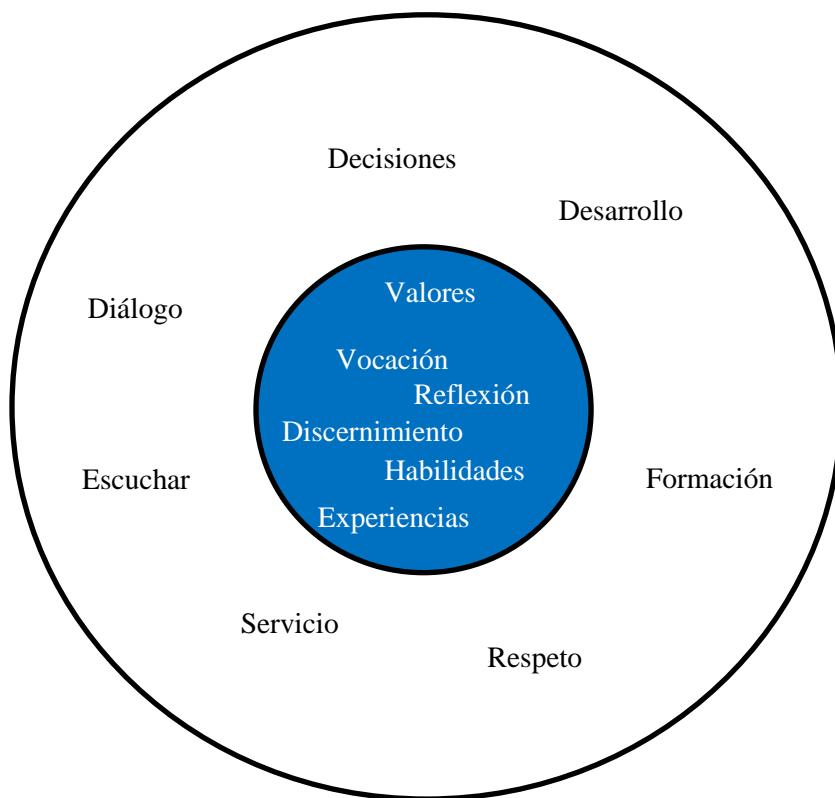 Decisiones
Desarrollo
Valores
Diálogo
Vocación
Reflexión
Discernimiento
Habilidades
Escuchar
Formación
Experiencias
Servicio
Respeto